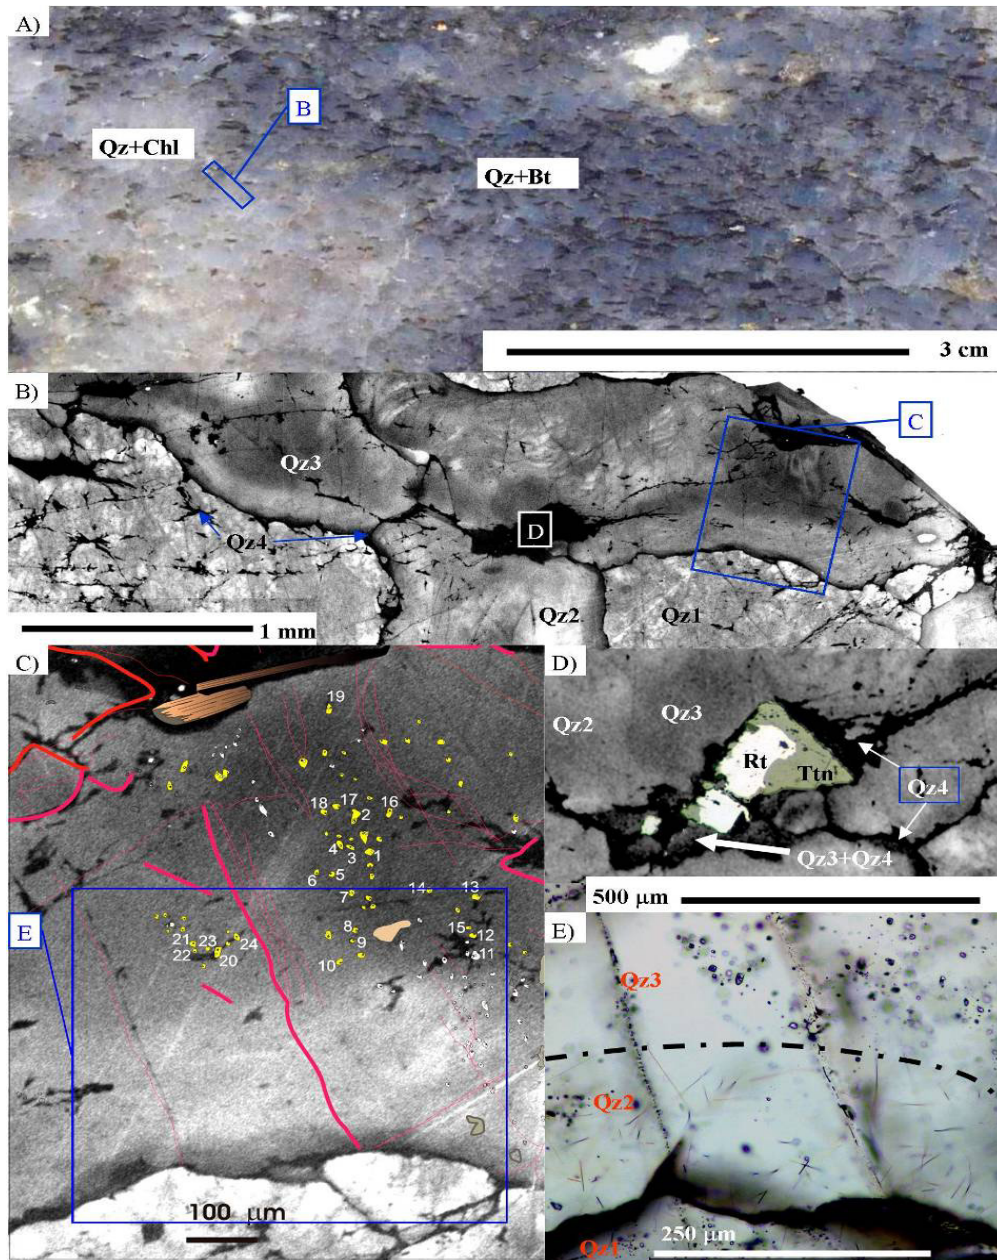 A)
B
Qz+Chl
Qz+Bt
3 cm
B)
C
Qz3
D
Qz4
Qz2
Qz1
1 mm
C)
19
18
17
2
16
4
3
1
6
5
7
14
13
E
8
15
12
21
23
24
9
11
22
20
10
100 µm
D)
Qz2
Qz3
Rt
Ttn
Qz4
Qz3+Qz4
500 µm
E)
Qz3
Qz2
Qz1
250 µm